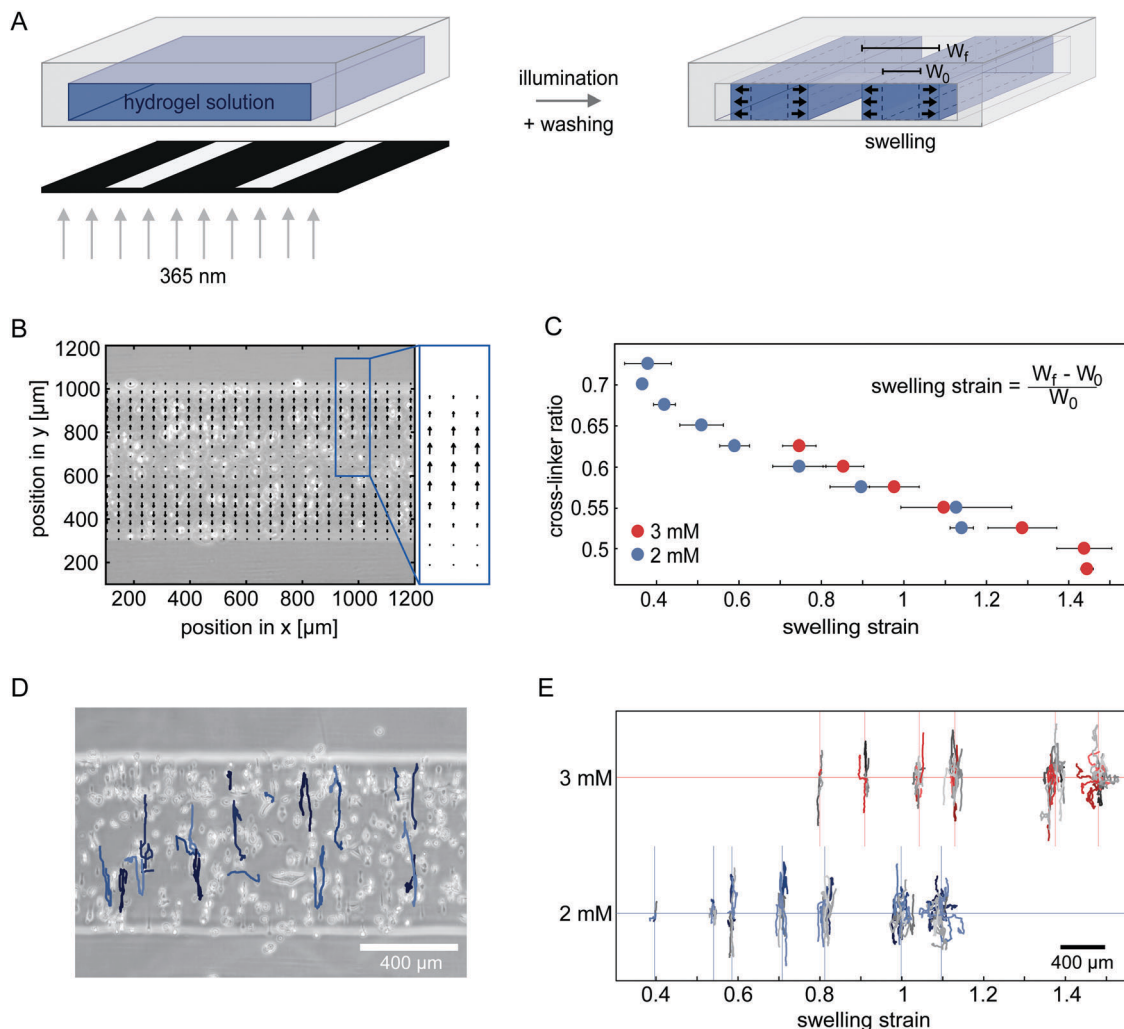 A
hydrogel solution
365 nm
illumination
+ washing
W_f
W_0
swelling
B
1200
1000
800
600
400
200
position in y [µm]
200 400 600 800 1000 1200
position in x [µm]
C
0.7
0.65
0.6
0.55
0.5
cross-linker ratio
swelling strain = (W_f - W_0) / W_0
3 mM
2 mM
0.4 0.6 0.8 1 1.2 1.4
swelling strain
D
400 µm
E
3 mM
2 mM
400 µm
0.4 0.6 0.8 1 1.2 1.4
swelling strain